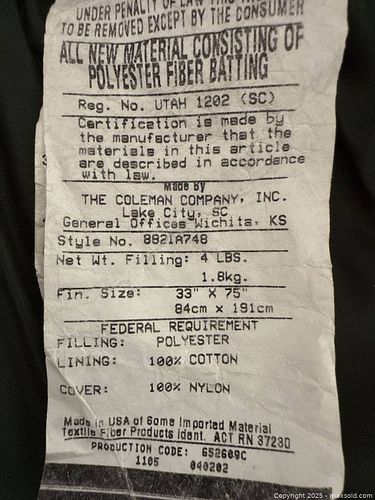 UNDER PENALTY OF LAW THIS TAG
TO BE REMOVED EXCEPT BY THE CONSUMER
ALL NEW MATERIAL CONSISTING OF
POLYESTER FIBER BATTING
Reg. No. UTAH 1202 (SC)
Certification is made by
the manufacturer that the
materials in this article
are described in accordance
with law.
Made by
THE COLEMAN COMPANY, INC.
Lake City, SC
General Offices Wichita, KS
Style No. 8821A748
Net Wt. Filling: 4 LBS.
1.8kg.
Fin. Size: 33" X 75"
84cm x 191cm
FEDERAL REQUIREMENT
FILLING: POLYESTER
LINING: 100% COTTON
COVER: 100% NYLON
Made in USA of Some Imported Material
Textile Fiber Products Ident. ACT RN 37230
PRODUCTION CODE: 652609C
1105 040202
Copyright 2025 - maxsold.com